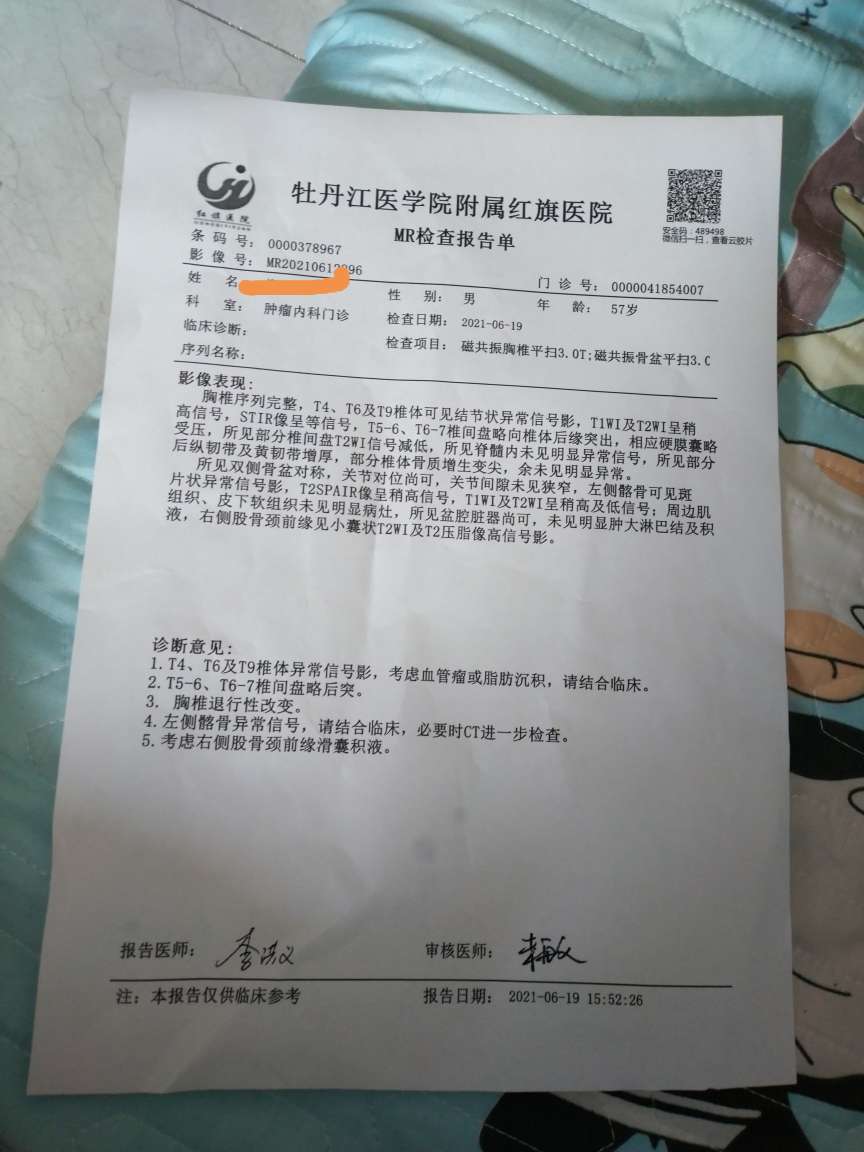 红旗医院
牡丹江医学院附属红旗医院
MR检查报告单
安全码：489498
微信扫一扫，查看云胶片
条码号： 0000378967
影像号： MR20210612 96
门诊号： 0000041854007
姓名
性别： 男
年龄： 57岁
科室： 肿瘤内科门诊
检查日期： 2021-06-19
临床诊断：
检查项目： 磁共振胸椎平扫3.0T;磁共振骨盆平扫3.0
序列名称：
影像表现：
胸椎序列完整，T4、T6及T9椎体可见结节状异常信号影，T1WI及T2WI呈稍
高信号，STIR像呈等信号，T5-6、T6-7椎间盘略向椎体后缘突出，相应硬膜囊略
受压，所见部分椎间盘T2WI信号减低，所见脊髓内未见明显异常信号，所见部分
后纵韧带及黄韧带增厚，部分椎体骨质增生变尖，余未见明显异常。
所见双侧骨盆对称，关节对位尚可，关节间隙未见狭窄，左侧髂骨可见斑
片状异常信号影，T2SPAIR像呈稍高信号，T1WI及T2WI呈稍高及低信号；周边肌
组织、皮下软组织未见明显病灶，所见盆腔脏器尚可，未见明显肿大淋巴结及积
液，右侧股骨颈前缘见小囊状T2WI及T2压脂像高信号影。
诊断意见：
1.T4、T6及T9椎体异常信号影，考虑血管瘤或脂肪沉积，请结合临床。
2.T5-6、T6-7椎间盘略后突。
3. 胸椎退行性改变。
4.左侧髂骨异常信号，请结合临床，必要时CT进一步检查。
5.考虑右侧股骨颈前缘滑囊积液。
报告医师：
审核医师：
注：本报告仅供临床参考
报告日期： 2021-06-19 15:52:26